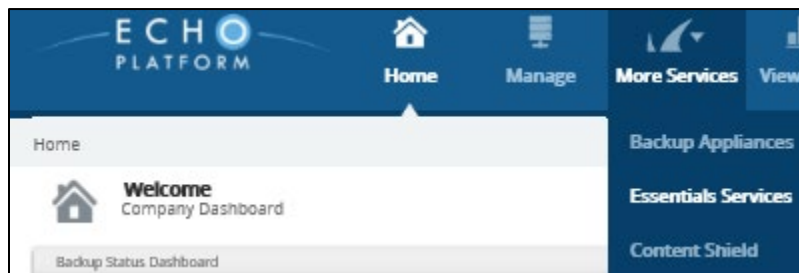 ECHO
PLATFORM
Home
Manage
More Services
View
Home
Backup Appliances
Welcome
Company Dashboard
Essentials Services
Backup Status Dashboard
Content Shield